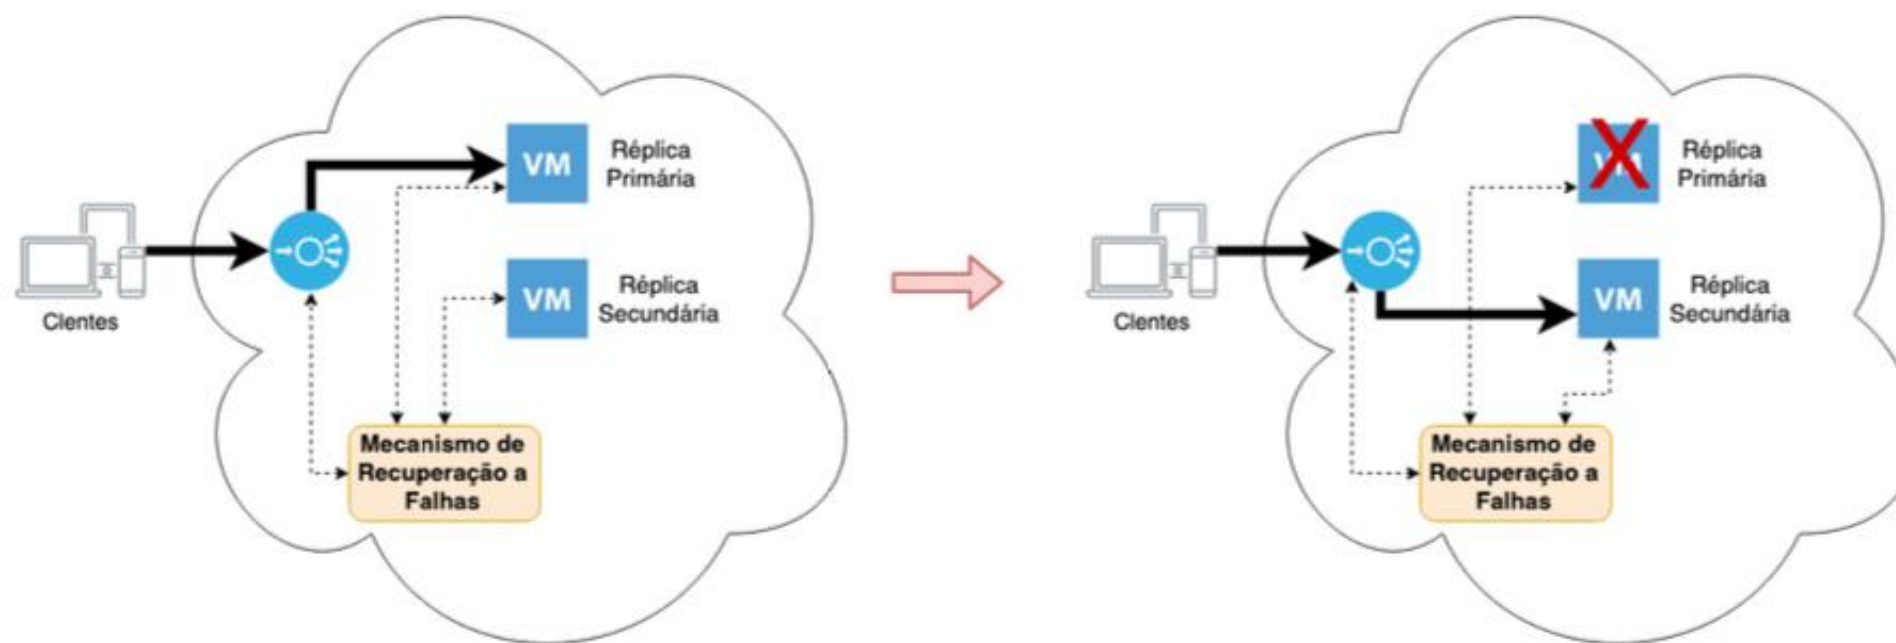 VM
Réplica
Primária
Clentes
VM
Réplica
Secundária
Mecanismo de
Recuperação a
Falhas
VM
Réplica
Primária
Clentes
VM
Réplica
Secundária
Mecanismo de
Recuperação a
Falhas